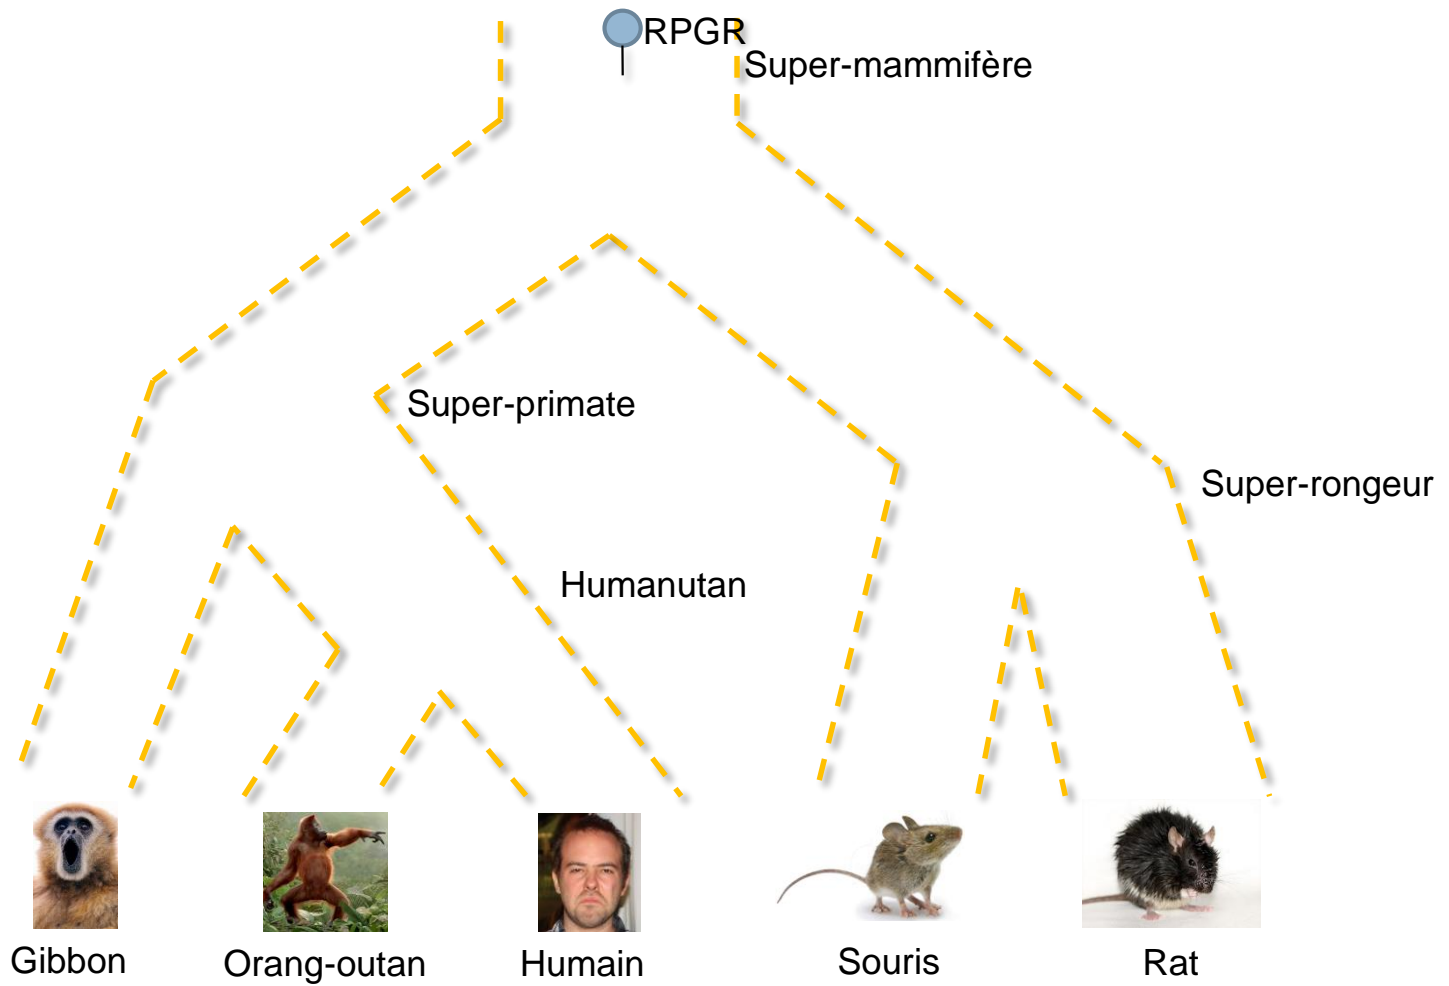 RPGR
Super-mammifère
Super-primate
Super-rongeur
Humanutan
Gibbon
Orang-outan
Humain
Souris
Rat